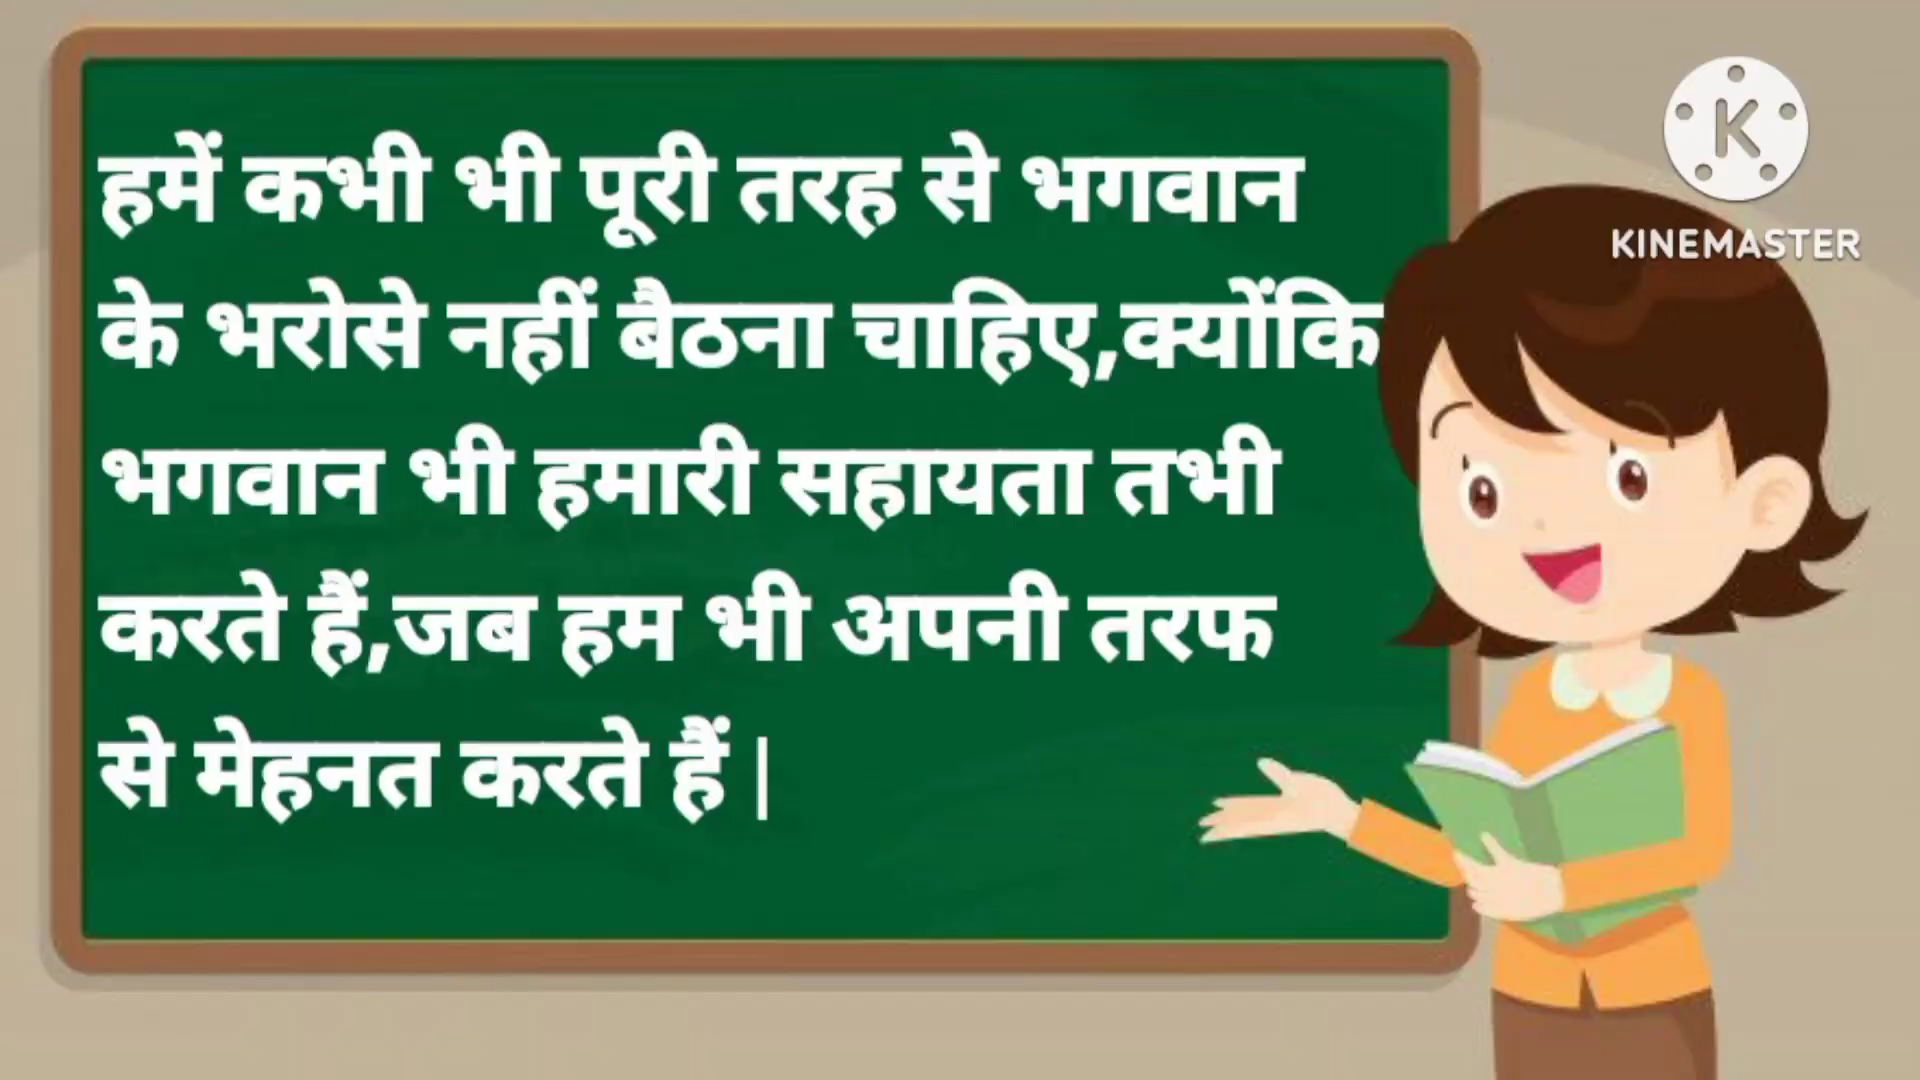 हमें कभी भी पूरी तरह से भगवान
के भरोसे नहीं बैठना चाहिए,क्योंकि
भगवान भी हमारी सहायता तभी
करते हैं,जब हम भी अपनी तरफ
से मेहनत करते हैं |
K
KINEMASTER